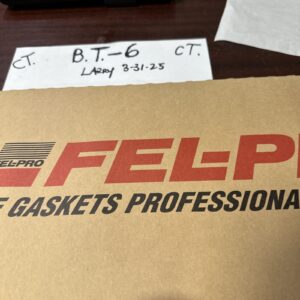 CT. B.T.-6 CT.
LARRY 3-31-25
FEL-PRO FEL-P
GASKETS PROFESSIONA